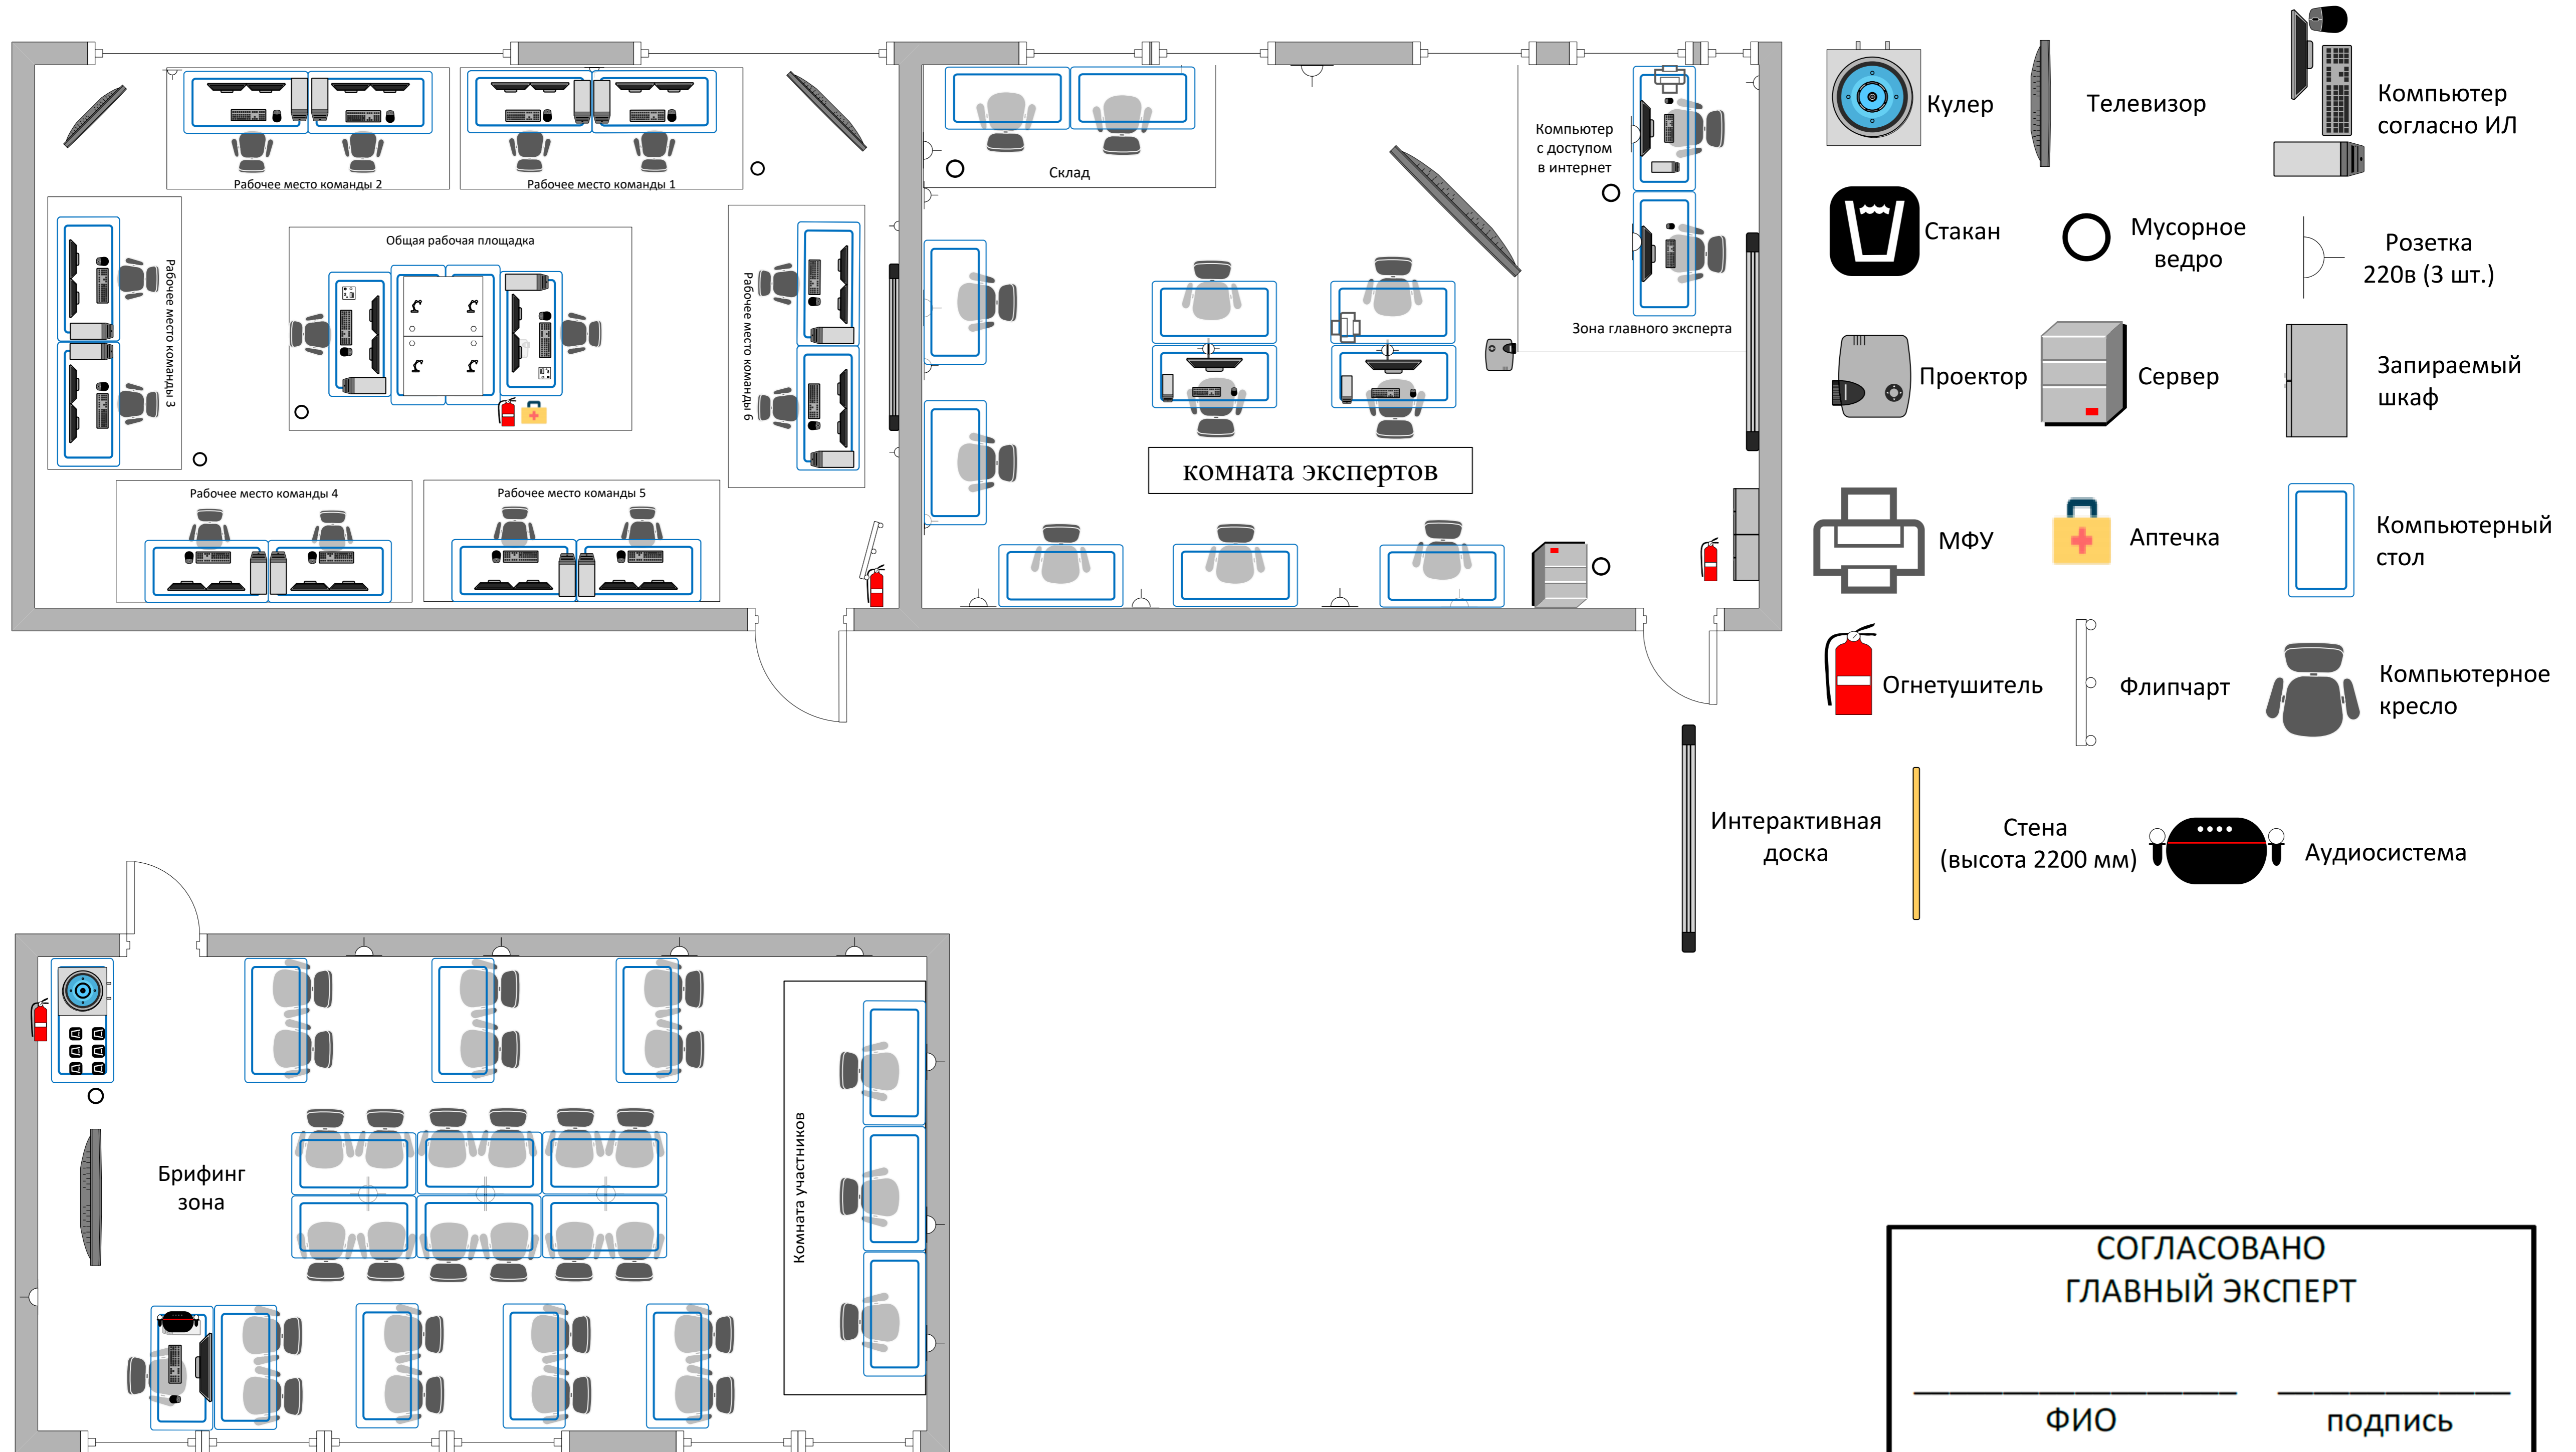 Рабочее место команды 2
Рабочее место команды 1
Общая рабочая площадка
Рабочее место команды 3
Рабочее место команды 6
Рабочее место команды 4
Рабочее место команды 5
Склад
Компьютер
с доступом
в интернет
Зона главного эксперта
комната экспертов
Кулер
Телевизор
Компьютер
согласно ИЛ
Стакан
Мусорное
ведро
Розетка
220в (3 шт.)
Проектор
Сервер
Запираемый
шкаф
МФУ
Аптечка
Компьютерный
стол
Огнетушитель
Флипчарт
Компьютерное
кресло
Интерактивная
доска
Стена
(высота 2200 мм)
Аудиосистема
Брифинг
зона
Комната участников
СОГЛАСОВАНО
ГЛАВНЫЙ ЭКСПЕРТ
ФИО
подпись